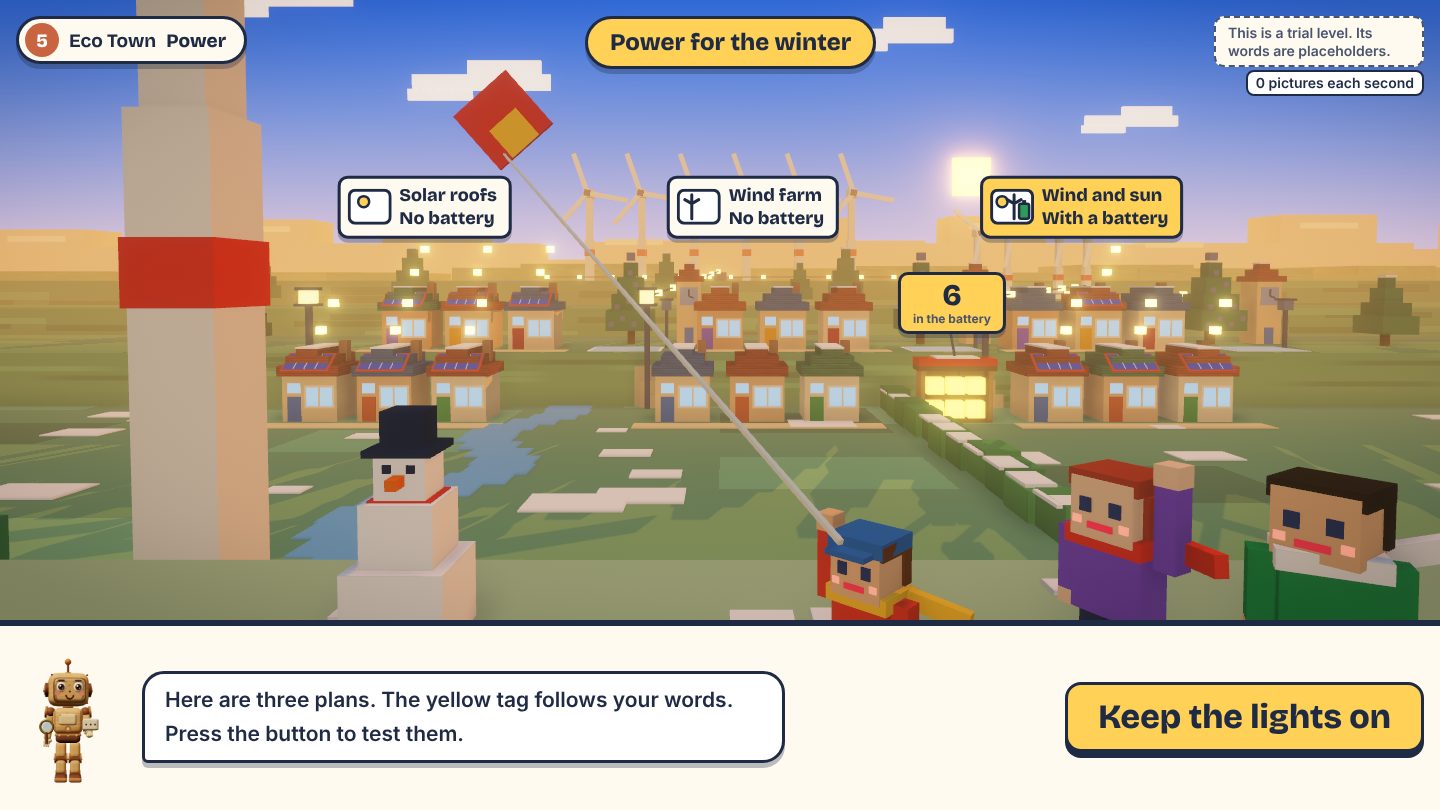 5 Eco Town Power
Power for the winter
This is a trial level. Its
words are placeholders.
0 pictures each second
Solar roofs
No battery
Wind farm
No battery
Wind and sun
With a battery
6
in the battery
Here are three plans. The yellow tag follows your words.
Press the button to test them.
Keep the lights on